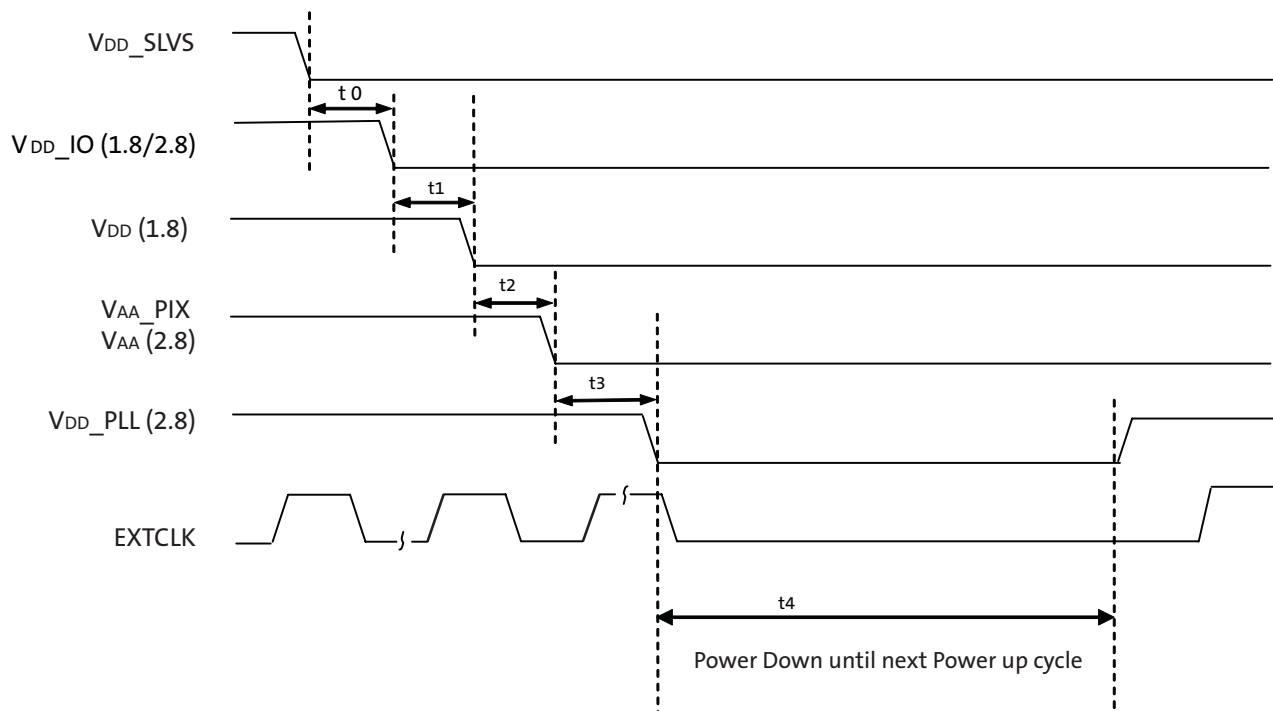 VDD_SLVS
t 0
VDD_IO (1.8/2.8)
t1
VDD (1.8)
t2
VAA_PIX
VAA (2.8)
t3
VDD_PLL (2.8)
EXTCLK
t4
Power Down until next Power up cycle